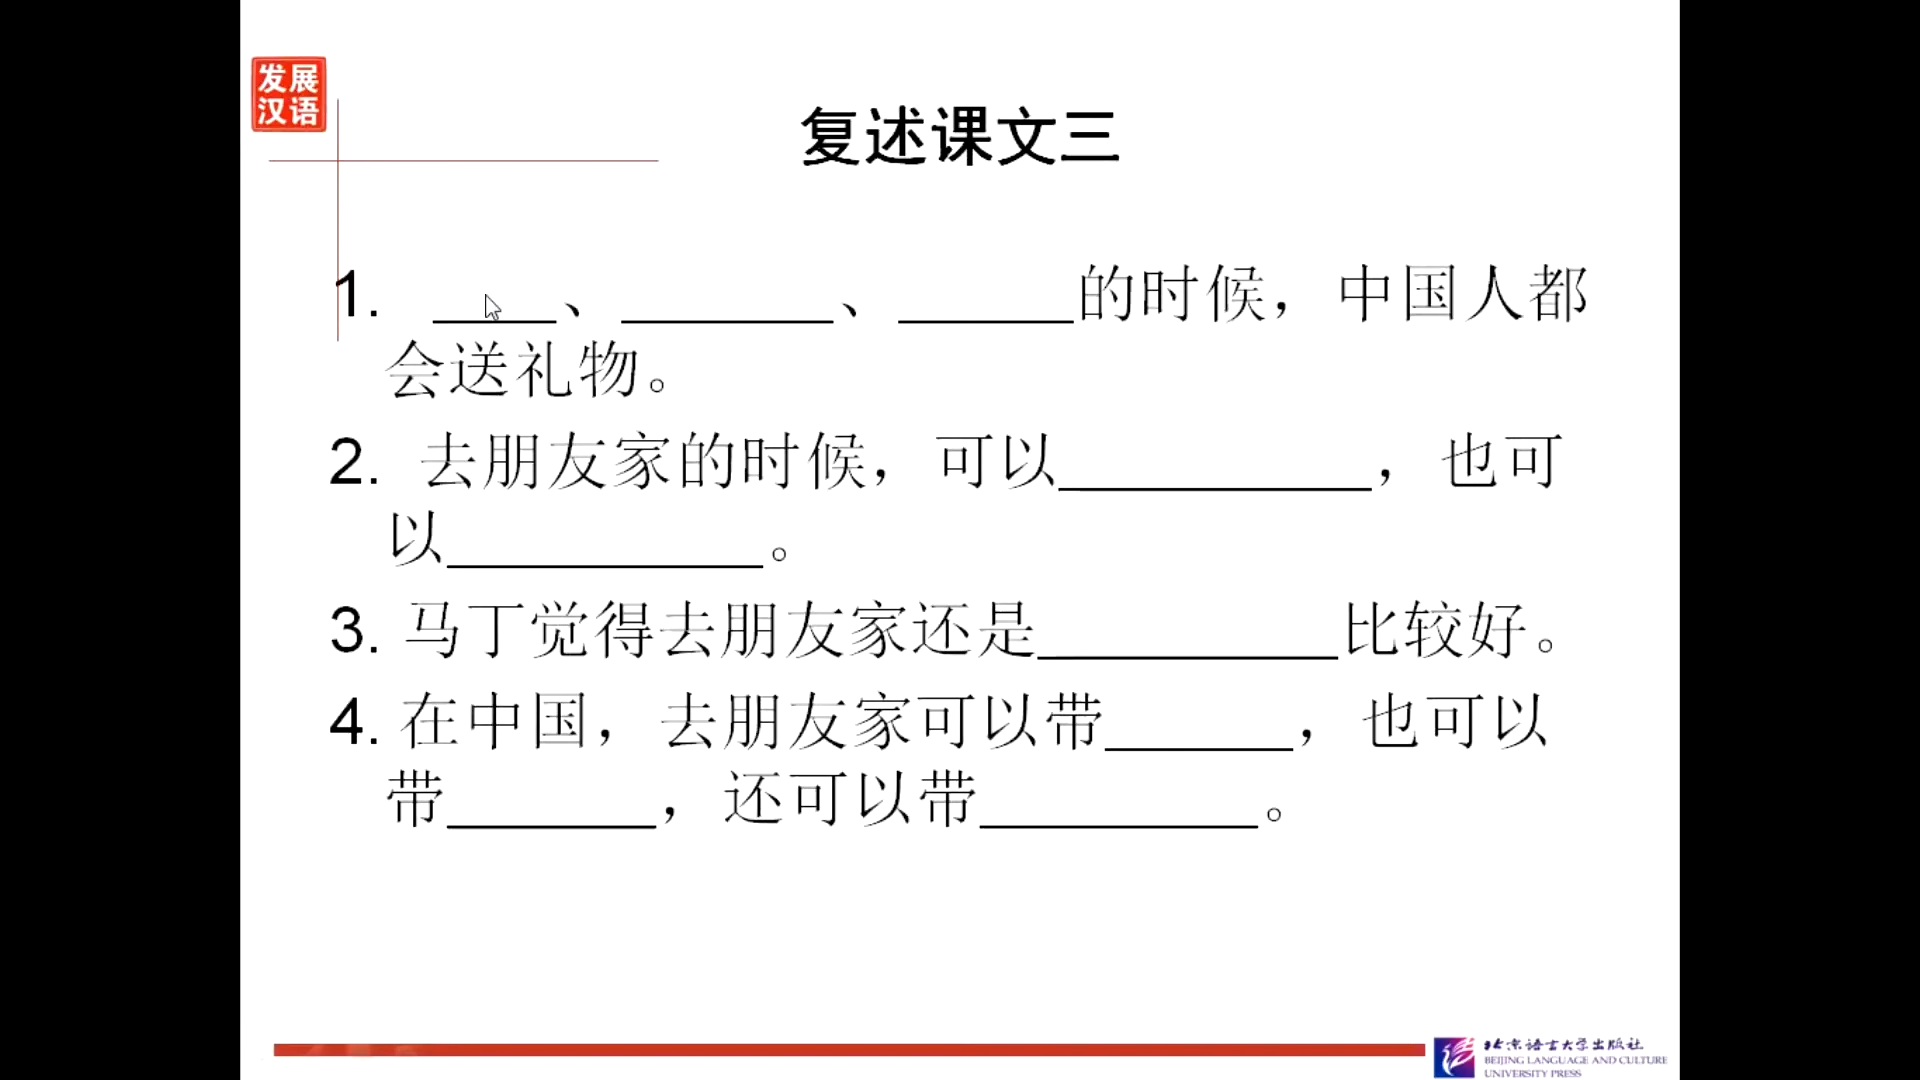 发展
汉语
复述课文三
1. ____、_______、______的时候，中国人都
会送礼物。
2. 去朋友家的时候，可以__________，也可
以__________。
3. 马丁觉得去朋友家还是__________比较好。
4. 在中国，去朋友家可以带______，也可以
带_______，还可以带_________。
北京语言大学出版社
BEIJING LANGUAGE AND CULTURE
UNIVERSITY PRESS